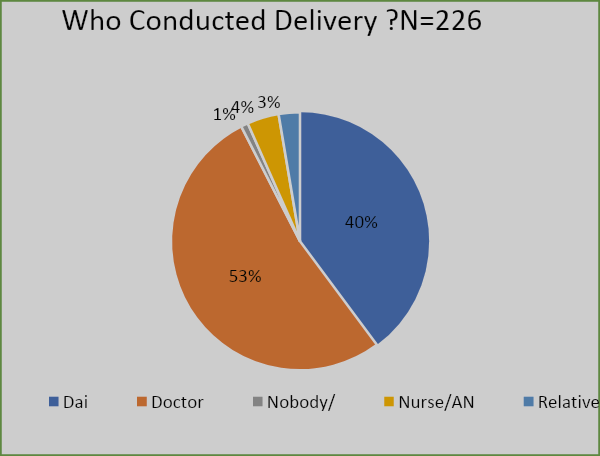 Who Conducted Delivery ?N=226
1%
4%
3%
40%
53%
Dai
Doctor
Nobody/
Nurse/AN
Relative